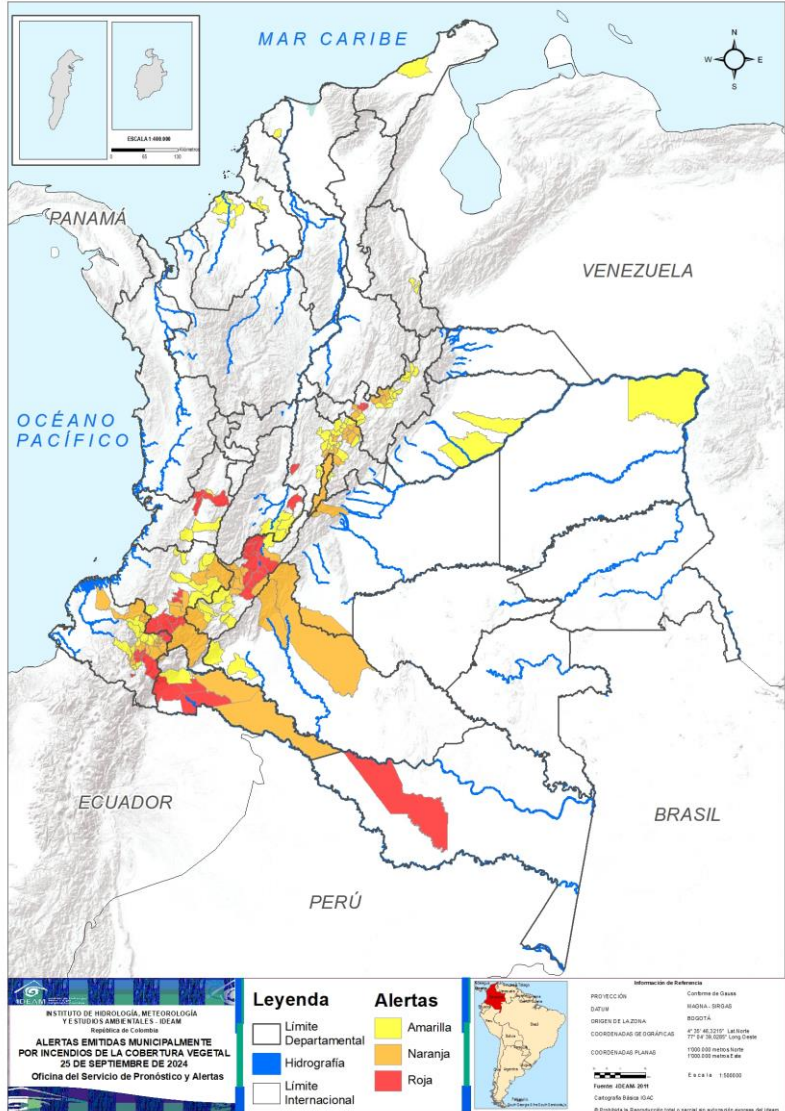 MAR CARIBE
N
W
E
S
ESCALA 1:400.000
PANAMÁ
VENEZUELA
OCÉANO
PACÍFICO
ECUADOR
BRASIL
PERÚ
IDEAM
INSTITUTO DE HIDROLOGÍA, METEOROLOGÍA
Y ESTUDIOS AMBIENTALES - IDEAM
República de Colombia
ALERTAS EMITIDAS MUNICIPALMENTE
POR INCENDIOS DE LA COBERTURA VEGETAL
25 DE SEPTIEMBRE DE 2024
Oficina del Servicio de Pronóstico y Alertas
Leyenda
Límite
Departamental
Hidrografía
Límite
Internacional
Alertas
Amarilla
Naranja
Roja
Información de Referencia
PROYECCIÓN
Conforme de Gauss
DATUM
MAGNA - SIRGAS
ORIGEN DE LA ZONA
BOGOTÁ
COORDENADAS GEOGRÁFICAS
COORDENADAS PLANAS
1'000.000 metros Norte
1'000.000 metros Este
Fuente: IDEAM- 2011
Cartografía Básica- IGAC